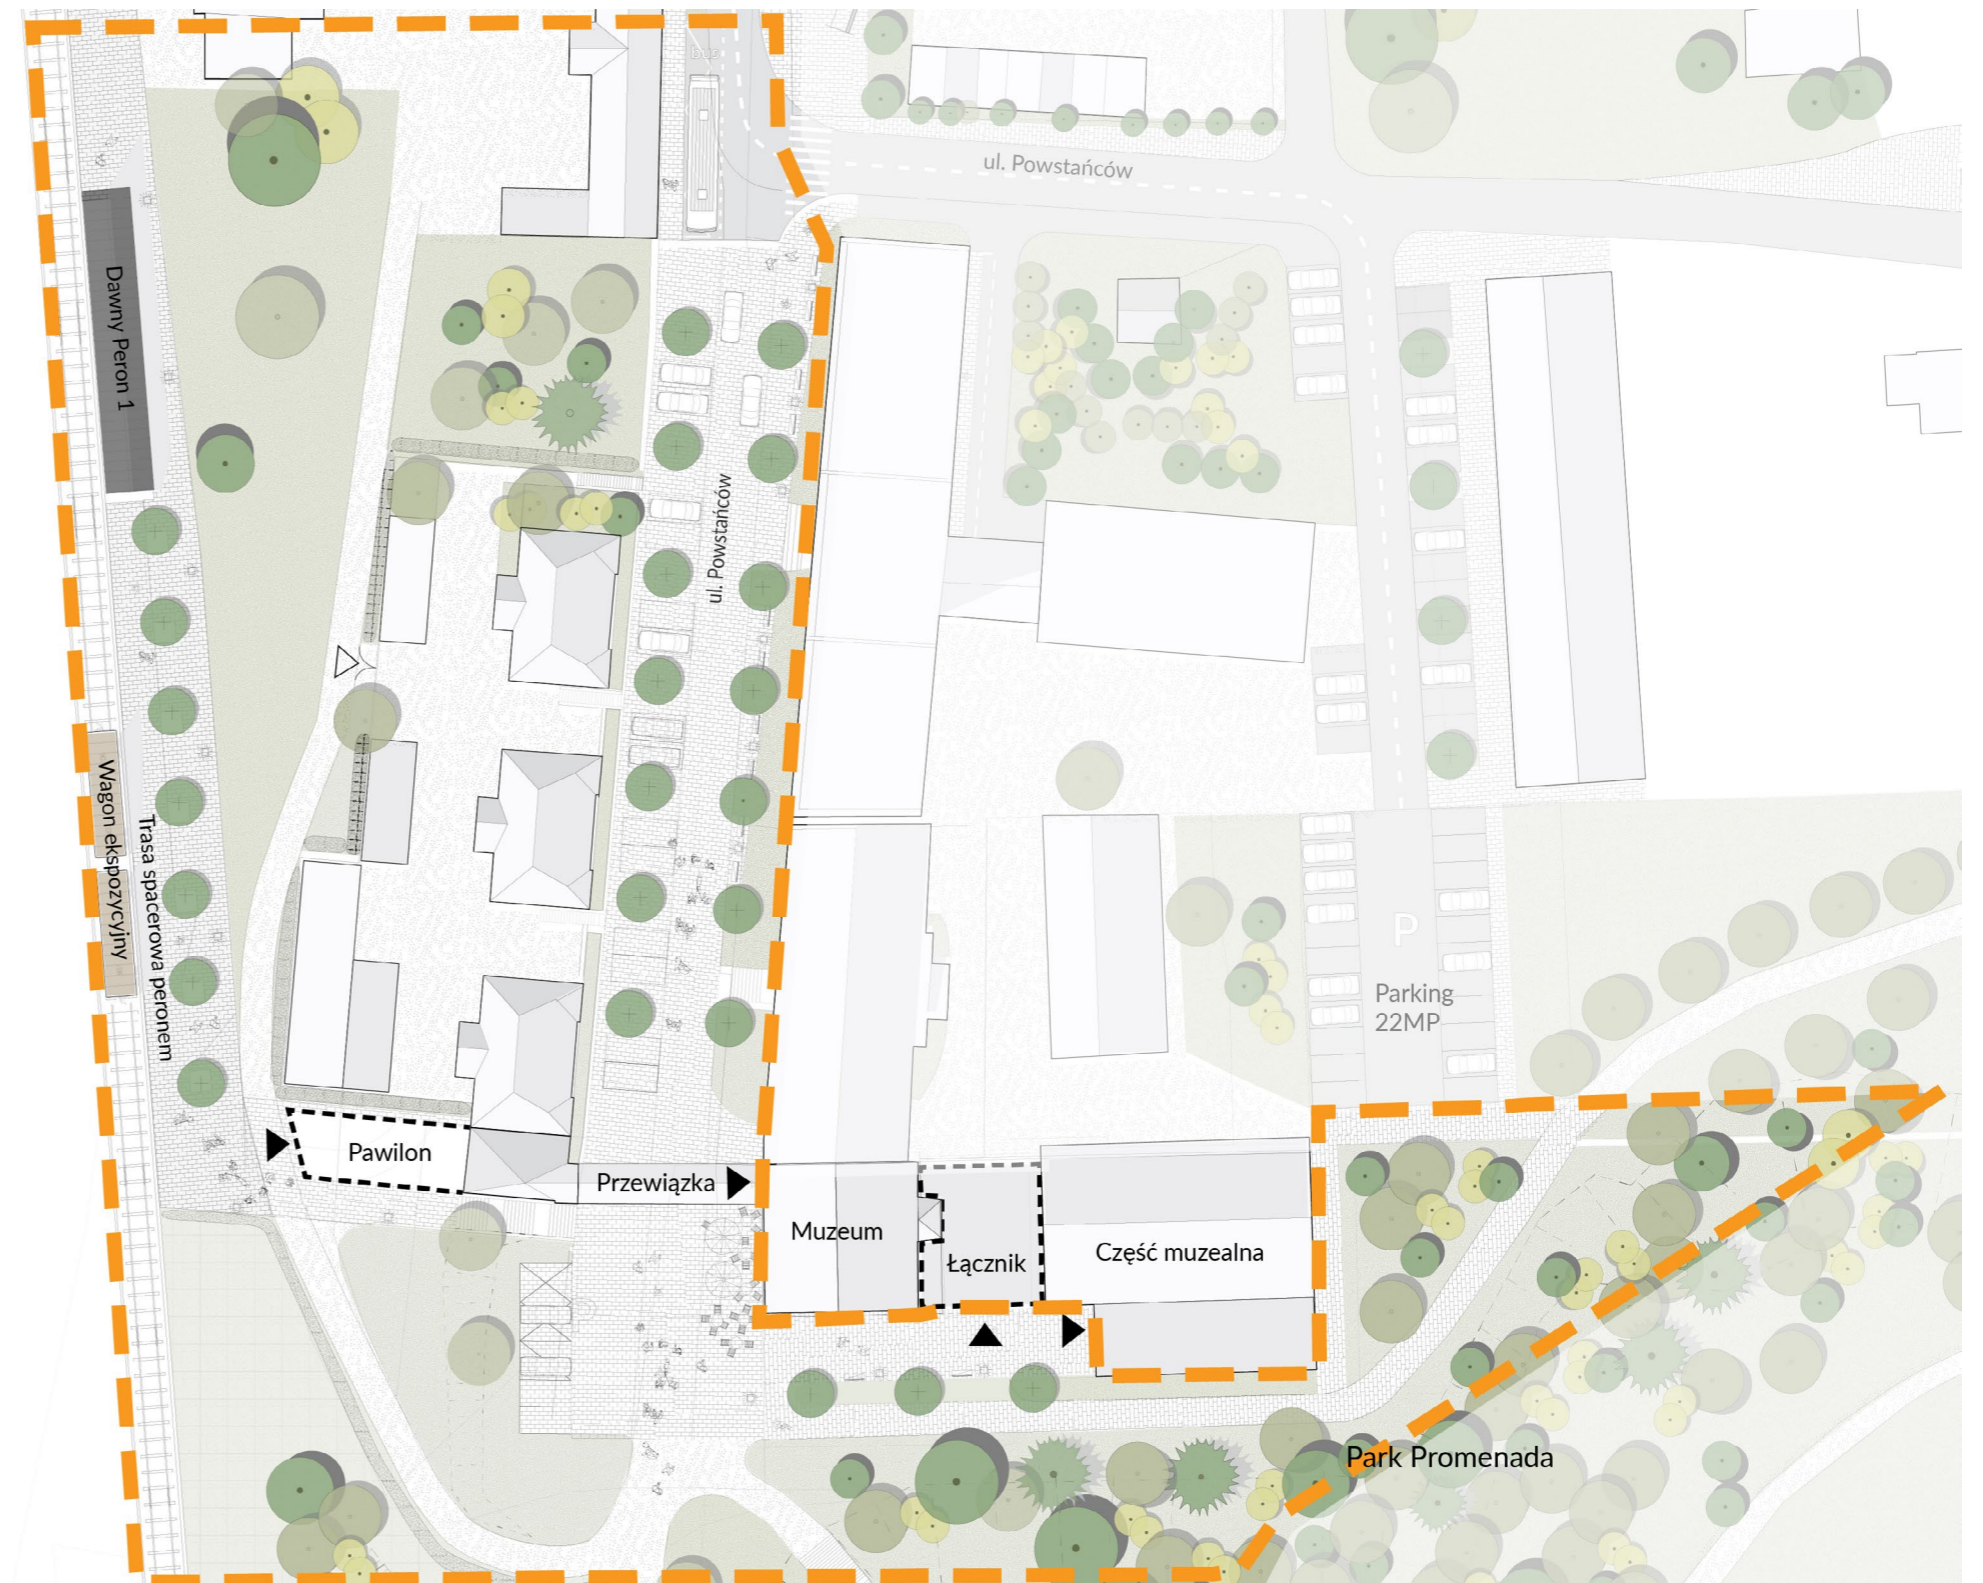 BUS
ul. Powstańców
Dawny Peron 1
ul. Powstańców
Wagon ekspozycyjny
Trasa spacerowa peronem
P
Parking
22MP
Pawilon
Przewiązka
Muzeum
Łącznik
Część muzealna
Park Promenada